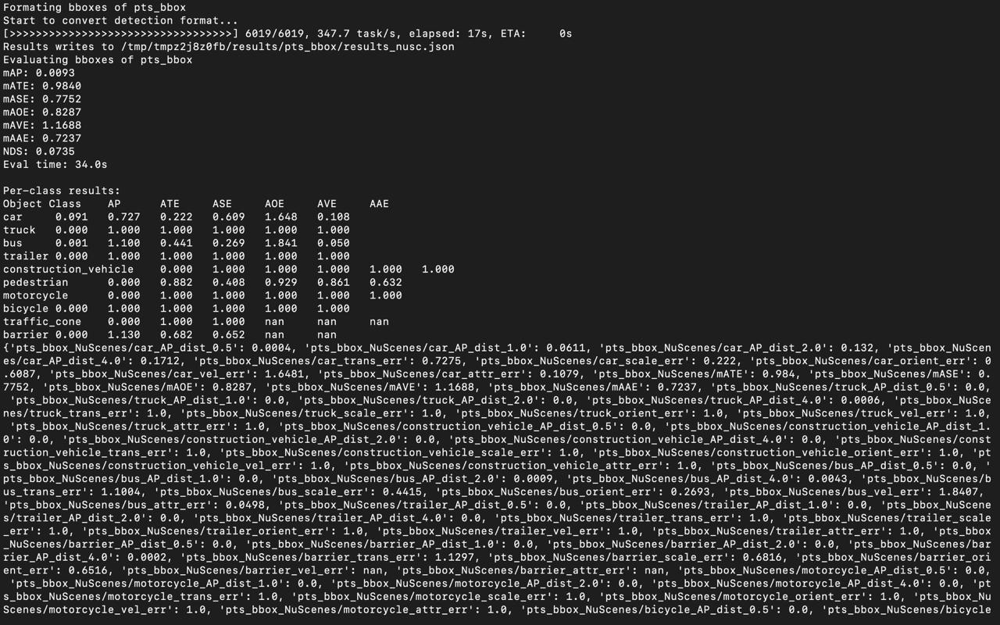 Formating bboxes of pts_bbox
Start to convert detection format...
[>>>>>>>>>>>>>>>>>>>>>>>>>>>>>>>>>>] 6019/6019, 347.7 task/s, elapsed: 17s, ETA:     0s
Results writes to /tmp/tmpz2j8z0fb/results/pts_bbox/results_nusc.json
Evaluating bboxes of pts_bbox
mAP: 0.0093
mATE: 0.9840
mASE: 0.7752
mAOE: 0.8287
mAVE: 1.1688
mAAE: 0.7237
NDS: 0.0735
Eval time: 34.0s

Per-class results:
Object Class    AP      ATE     ASE     AOE     AVE     AAE
car     0.091   0.727   0.222   0.609   1.648   0.108
truck   0.000   1.000   1.000   1.000   1.000   1.000
bus     0.001   1.100   0.441   0.269   1.841   0.050
trailer 0.000   1.000   1.000   1.000   1.000   1.000
construction_vehicle    0.000   1.000   1.000   1.000   1.000   1.000
pedestrian      0.000   0.882   0.408   0.929   0.861   0.632
motorcycle      0.000   1.000   1.000   1.000   1.000   1.000
bicycle 0.000   1.000   1.000   1.000   1.000   1.000
traffic_cone    0.000   1.000   1.000   nan     nan     nan
barrier 0.000   1.130   0.682   0.652   nan     nan
{'pts_bbox_NuScenes/car_AP_dist_0.5': 0.0004, 'pts_bbox_NuScenes/car_AP_dist_1.0': 0.0611, 'pts_bbox_NuScenes/car_AP_dist_2.0': 0.132, 'pts_bbox_NuScen
es/car_AP_dist_4.0': 0.1712, 'pts_bbox_NuScenes/car_trans_err': 0.7275, 'pts_bbox_NuScenes/car_scale_err': 0.222, 'pts_bbox_NuScenes/car_orient_err': 0
.6087, 'pts_bbox_NuScenes/car_vel_err': 1.6481, 'pts_bbox_NuScenes/car_attr_err': 0.1079, 'pts_bbox_NuScenes/mATE': 0.984, 'pts_bbox_NuScenes/mASE': 0.
7752, 'pts_bbox_NuScenes/mAOE': 0.8287, 'pts_bbox_NuScenes/mAVE': 1.1688, 'pts_bbox_NuScenes/mAAE': 0.7237, 'pts_bbox_NuScenes/truck_AP_dist_0.5': 0.0,
 'pts_bbox_NuScenes/truck_AP_dist_1.0': 0.0, 'pts_bbox_NuScenes/truck_AP_dist_2.0': 0.0, 'pts_bbox_NuScenes/truck_AP_dist_4.0': 0.0006, 'pts_bbox_NuSce
nes/truck_trans_err': 1.0, 'pts_bbox_NuScenes/truck_scale_err': 1.0, 'pts_bbox_NuScenes/truck_orient_err': 1.0, 'pts_bbox_NuScenes/truck_vel_err': 1.0,
 'pts_bbox_NuScenes/truck_attr_err': 1.0, 'pts_bbox_NuScenes/construction_vehicle_AP_dist_0.5': 0.0, 'pts_bbox_NuScenes/construction_vehicle_AP_dist_1.
0': 0.0, 'pts_bbox_NuScenes/construction_vehicle_AP_dist_2.0': 0.0, 'pts_bbox_NuScenes/construction_vehicle_AP_dist_4.0': 0.0, 'pts_bbox_NuScenes/const
ruction_vehicle_trans_err': 1.0, 'pts_bbox_NuScenes/construction_vehicle_scale_err': 1.0, 'pts_bbox_NuScenes/construction_vehicle_orient_err': 1.0, 'pt
s_bbox_NuScenes/construction_vehicle_vel_err': 1.0, 'pts_bbox_NuScenes/construction_vehicle_attr_err': 1.0, 'pts_bbox_NuScenes/bus_AP_dist_0.5': 0.0, '
pts_bbox_NuScenes/bus_AP_dist_1.0': 0.0, 'pts_bbox_NuScenes/bus_AP_dist_2.0': 0.0009, 'pts_bbox_NuScenes/bus_AP_dist_4.0': 0.0043, 'pts_bbox_NuScenes/b
us_trans_err': 1.1004, 'pts_bbox_NuScenes/bus_scale_err': 0.4415, 'pts_bbox_NuScenes/bus_orient_err': 0.2693, 'pts_bbox_NuScenes/bus_vel_err': 1.8407,
 'pts_bbox_NuScenes/bus_attr_err': 0.0498, 'pts_bbox_NuScenes/trailer_AP_dist_0.5': 0.0, 'pts_bbox_NuScenes/trailer_AP_dist_1.0': 0.0, 'pts_bbox_NuScene
s/trailer_AP_dist_2.0': 0.0, 'pts_bbox_NuScenes/trailer_AP_dist_4.0': 0.0, 'pts_bbox_NuScenes/trailer_trans_err': 1.0, 'pts_bbox_NuScenes/trailer_scale
_err': 1.0, 'pts_bbox_NuScenes/trailer_orient_err': 1.0, 'pts_bbox_NuScenes/trailer_vel_err': 1.0, 'pts_bbox_NuScenes/trailer_attr_err': 1.0, 'pts_bbox
_NuScenes/barrier_AP_dist_0.5': 0.0, 'pts_bbox_NuScenes/barrier_AP_dist_1.0': 0.0, 'pts_bbox_NuScenes/barrier_AP_dist_2.0': 0.0, 'pts_bbox_NuScenes/bar
rier_AP_dist_4.0': 0.0002, 'pts_bbox_NuScenes/barrier_trans_err': 1.1297, 'pts_bbox_NuScenes/barrier_scale_err': 0.6816, 'pts_bbox_NuScenes/barrier_ori
ent_err': 0.6516, 'pts_bbox_NuScenes/barrier_vel_err': nan, 'pts_bbox_NuScenes/barrier_attr_err': nan, 'pts_bbox_NuScenes/motorcycle_AP_dist_0.5': 0.0,
 'pts_bbox_NuScenes/motorcycle_AP_dist_1.0': 0.0, 'pts_bbox_NuScenes/motorcycle_AP_dist_2.0': 0.0, 'pts_bbox_NuScenes/motorcycle_AP_dist_4.0': 0.0, 'pt
s_bbox_NuScenes/motorcycle_trans_err': 1.0, 'pts_bbox_NuScenes/motorcycle_scale_err': 1.0, 'pts_bbox_NuScenes/motorcycle_orient_err': 1.0, 'pts_bbox_Nu
Scenes/motorcycle_vel_err': 1.0, 'pts_bbox_NuScenes/motorcycle_attr_err': 1.0, 'pts_bbox_NuScenes/bicycle_AP_dist_0.5': 0.0, 'pts_bbox_NuScenes/bicycle